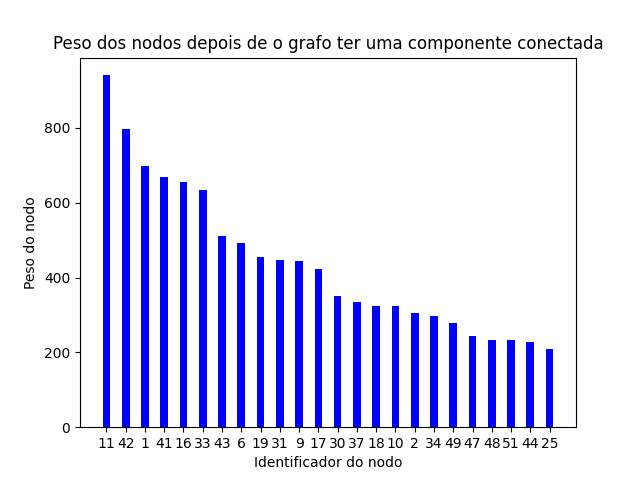 Peso dos nodos depois de o grafo ter uma componente conectada
Peso do nodo
800
600
400
200
0
11 42 1 41 16 33 43 6 19 31 9 17 30 37 18 10 2 34 49 47 48 51 44 25
Identificador do nodo